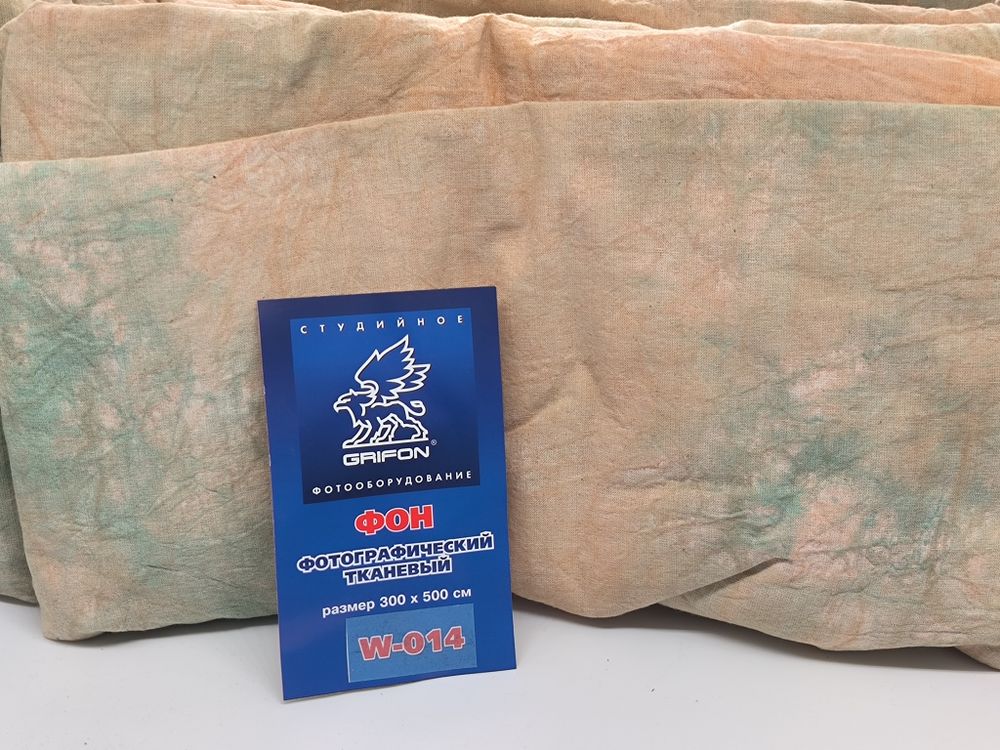 СТУДИЙНОЕ
GRIFON®
ФОТООБОРУДОВАНИЕ
ФОН
ФОТОГРАФИЧЕСКИЙ
ТКАНЕВЫЙ
размер 300 x 500 см
W-014